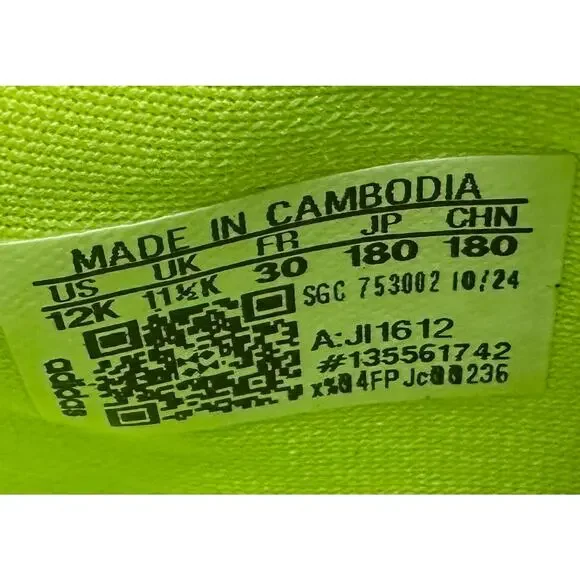 MADE IN CAMBODIA
US UK FR JP CHN
12K 11½K 30 180 180
SGC 753002 10/24
A:JI1612
#135561742
adidas